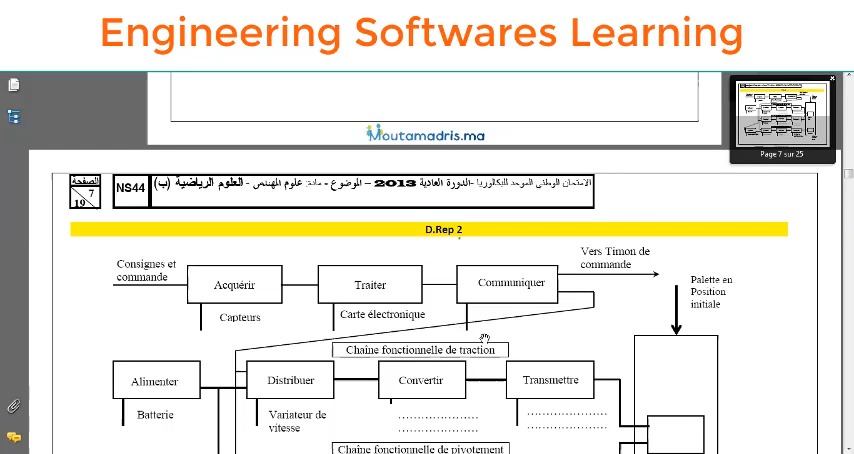 Engineering Softwares Learning
Moutamadris.ma
Page 7 sur 25
الصفحة
7
19
NS44
الامتحان الوطني الموحد للبكالوريا -الدورة العادية 2013 – الموضوع - مادة: علوم المهندس - العلوم الرياضية (ب)
D.Rep 2
Consignes et
commande
Acquérir
Traiter
Communiquer
Vers Timon de
commande
Palette en
Position
initiale
Capteurs
Carte électronique
Chaîne fonctionnelle de traction
Alimenter
Distribuer
Convertir
Transmettre
Batterie
Variateur de
vitesse
....................
....................
....................
....................
Chaîne fonctionnelle de pivotement